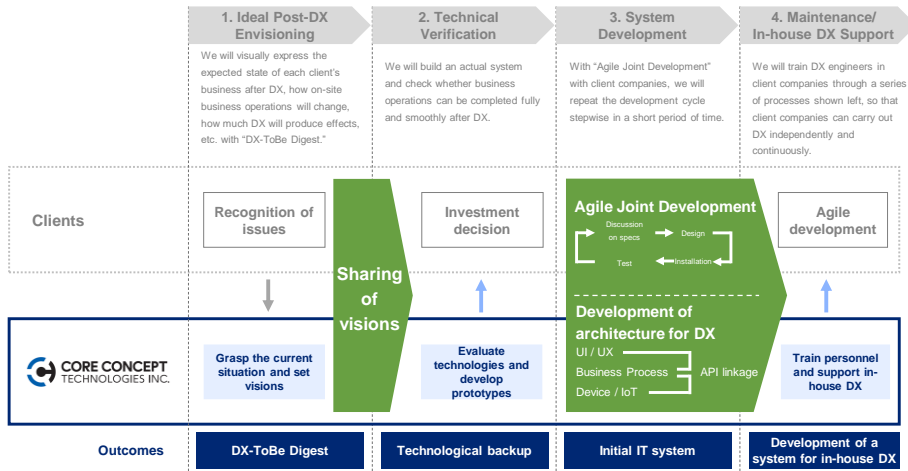 1. Ideal Post-DX
Envisioning
2. Technical
Verification
3. System
Development
4. Maintenance/
In-house DX Support
We will visually express the
expected state of each client's
business after DX, how on-site
business operations will change,
how much DX will produce effects,
etc. with "DX-ToBe Digest."
We will build an actual system
and check whether business
operations can be completed fully
and smoothly after DX.
With "Agile Joint Development"
with client companies, we will
repeat the development cycle
stepwise in a short period of time.
We will train DX engineers in
client companies through a series
of processes shown left, so that
client companies can carry out
DX independently and
continuously.
Clients
Recognition of
issues
Sharing
of
visions
Investment
decision
Agile Joint Development
Discussion
on specs
Design
Test
Installation
Agile
development
CORE CONCEPT
TECHNOLOGIES INC.
Grasp the current
situation and set
visions
Evaluate
technologies and
develop
prototypes
Development of
architecture for DX
UI / UX
Business Process
API linkage
Device / IoT
Train personnel
and support in-
house DX
Outcomes
DX-ToBe Digest
Technological backup
Initial IT system
Development of a
system for in-house DX